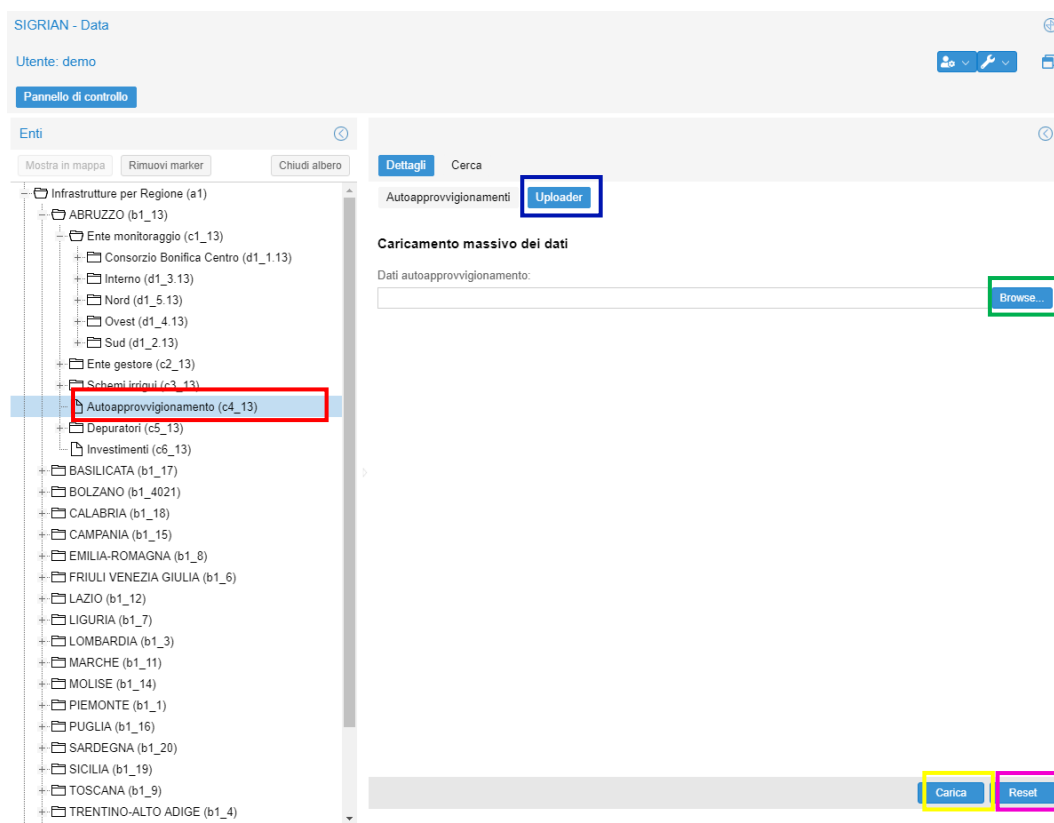 SIGRIAN - Data
Utente: demo
Pannello di controllo
Enti
Mostra in mappa Rimuovi marker Chiudi albero
Infrastrutture per Regione (a1)
ABRUZZO (b1_13)
Ente monitoraggio (c1_13)
Consorzio Bonifica Centro (d1_1.13)
Interno (d1_3.13)
Nord (d1_5.13)
Ovest (d1_4.13)
Sud (d1_2.13)
Ente gestore (c2_13)
Schemi irrigui (c3_13)
Autoapprovvigionamento (c4_13)
Depuratori (c5_13)
Investimenti (c6_13)
BASILICATA (b1_17)
BOLZANO (b1_4021)
CALABRIA (b1_18)
CAMPANIA (b1_15)
EMILIA-ROMAGNA (b1_8)
FRIULI VENEZIA GIULIA (b1_6)
LAZIO (b1_12)
LIGURIA (b1_7)
LOMBARDIA (b1_3)
MARCHE (b1_11)
MOLISE (b1_14)
PIEMONTE (b1_1)
PUGLIA (b1_16)
SARDEGNA (b1_20)
SICILIA (b1_19)
TOSCANA (b1_9)
TRENTINO-ALTO ADIGE (b1_4)
Dettagli Cerca
Autoapprovvigionamenti Uploader
Caricamento massivo dei dati
Dati autoapprovvigionamento:
Browse...
Carica Reset